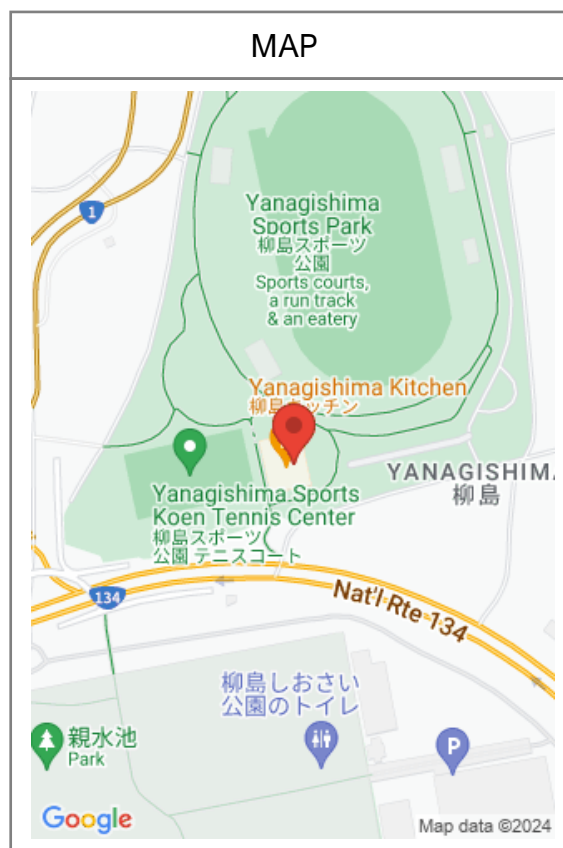 MAP
1
Yanagishima
Sports Park
柳島スポーツ
公園
Sports courts,
a run track
& an eatery
Yanagishima Kitchen
柳島キッチン
YANAGISHIMA
柳島
Yanagishima.Sports
Koen Tennis Center
柳島スポーツ
公園 テニスコート
134
Nat'l Rte 134
柳島しおさい
公園のトイレ
親水池
Park
P
Google
Map data ©2024